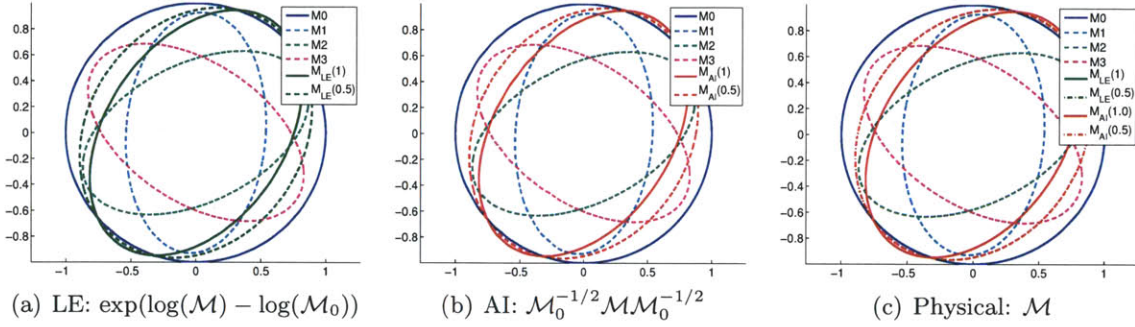 M0
M1
M2
M3
M_LE(1)
M_LE(0.5)
0.8
0.6
0.4
0.2
0
−0.2
−0.4
−0.6
−0.8
−1
−0.5
0
0.5
1
(a) LE: exp(log(ℳ) − log(ℳ₀))
M0
M1
M2
M3
M_AI(1)
M_AI(0.5)
0.8
0.6
0.4
0.2
0
−0.2
−0.4
−0.6
−0.8
−1
−0.5
0
0.5
1
(b) AI: ℳ₀^{−1/2}ℳℳ₀^{−1/2}
M0
M1
M2
M3
M_LE(1)
M_LE(0.5)
M_AI(1.0)
M_AI(0.5)
0.8
0.6
0.4
0.2
0
−0.2
−0.4
−0.6
−0.8
−1
−0.5
0
0.5
1
(c) Physical: ℳ